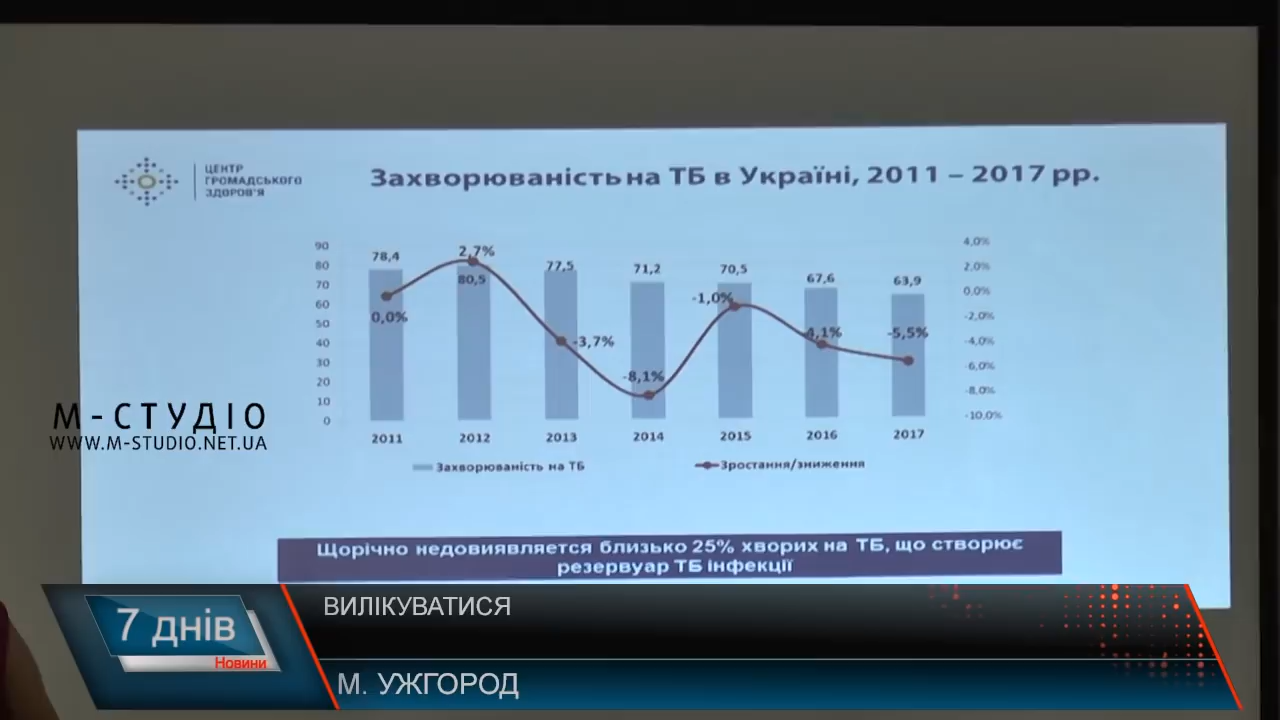 ЦЕНТР
ГРОМАДСЬКОГО
ЗДОРОВ'Я
Захворюваність на ТБ в Україні, 2011 – 2017 рр.
90
80
70
60
50
40
30
20
10
0
78,4
2,7%
80,5
77,5
71,2
70,5
67,6
63,9
0,0%
-3,7%
-8,1%
-1,0%
-4,1%
-5,5%
4,0%
2,0%
0,0%
-2,0%
-4,0%
-6,0%
-8,0%
-10,0%
2011 2012 2013 2014 2015 2016 2017
Захворюваність на ТБ
Зростання/зниження
М-СТУДІО
WWW.M-STUDIO.NET.UA
Щорічно недовиявляется близько 25% хворих на ТБ, що створює
резервуар ТБ інфекції
7 днів
Новини
ВИЛІКУВАТИСЯ
М. УЖГОРОД